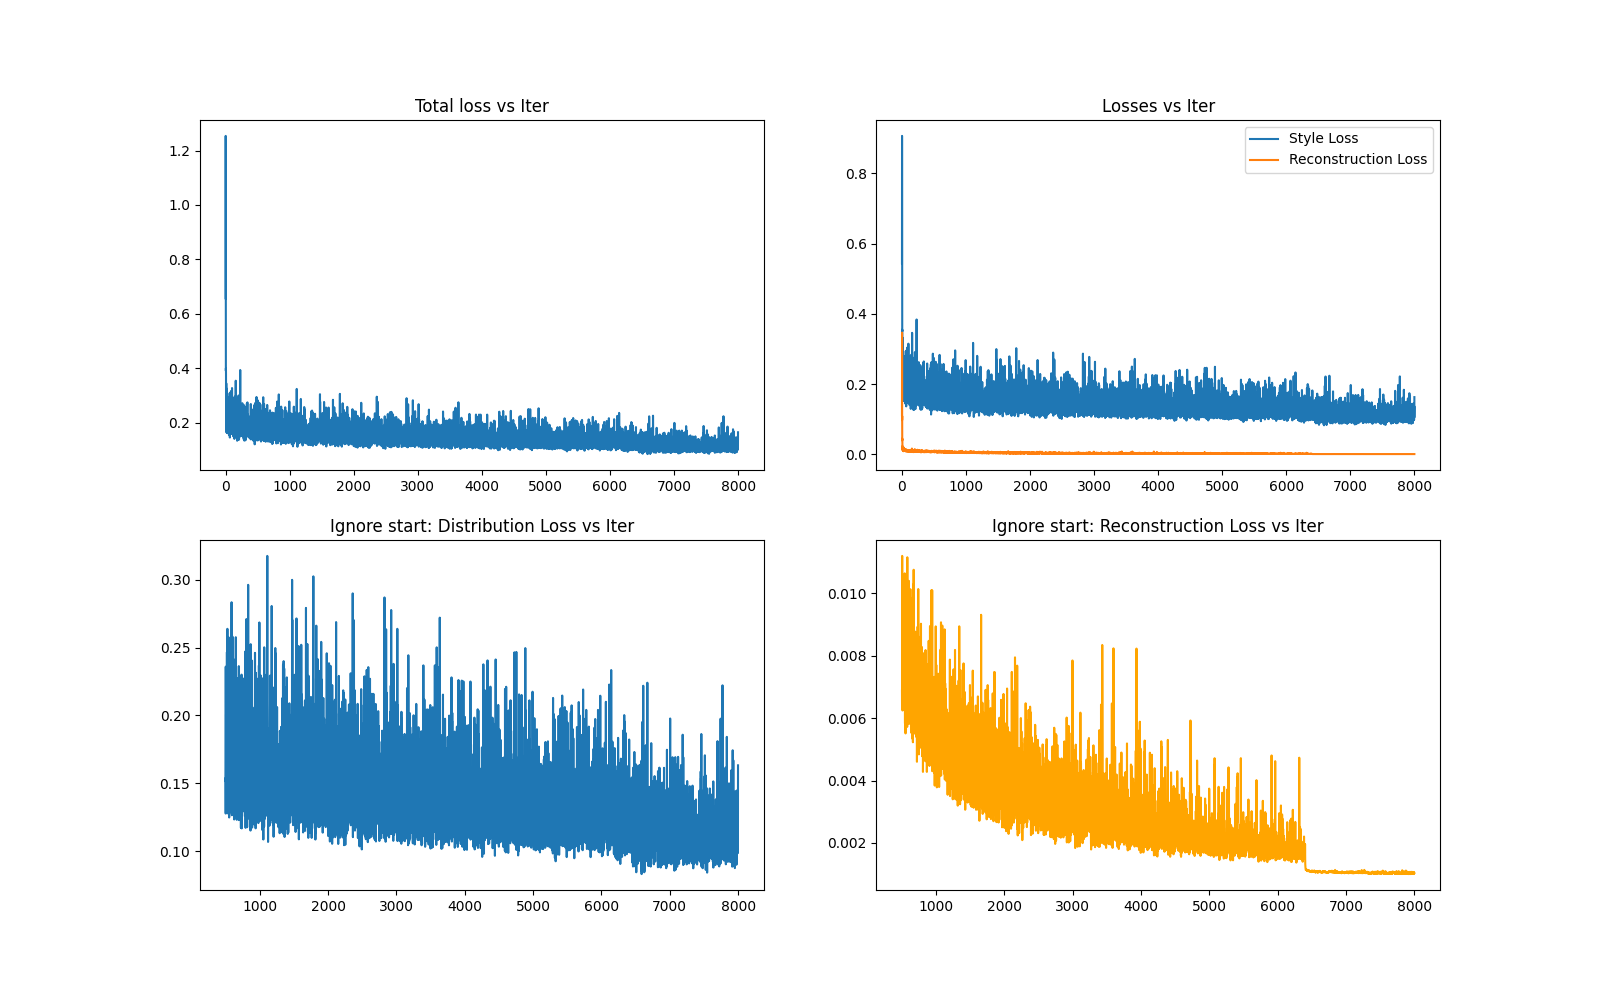 Total loss vs Iter
1.2
1.0
0.8
0.6
0.4
0.2
0 1000 2000 3000 4000 5000 6000 7000 8000
Losses vs Iter
Style Loss
Reconstruction Loss
0.8
0.6
0.4
0.2
0.0
0 1000 2000 3000 4000 5000 6000 7000 8000
Ignore start: Distribution Loss vs Iter
0.30
0.25
0.20
0.15
0.10
1000 2000 3000 4000 5000 6000 7000 8000
Ignore start: Reconstruction Loss vs Iter
0.010
0.008
0.006
0.004
0.002
1000 2000 3000 4000 5000 6000 7000 8000